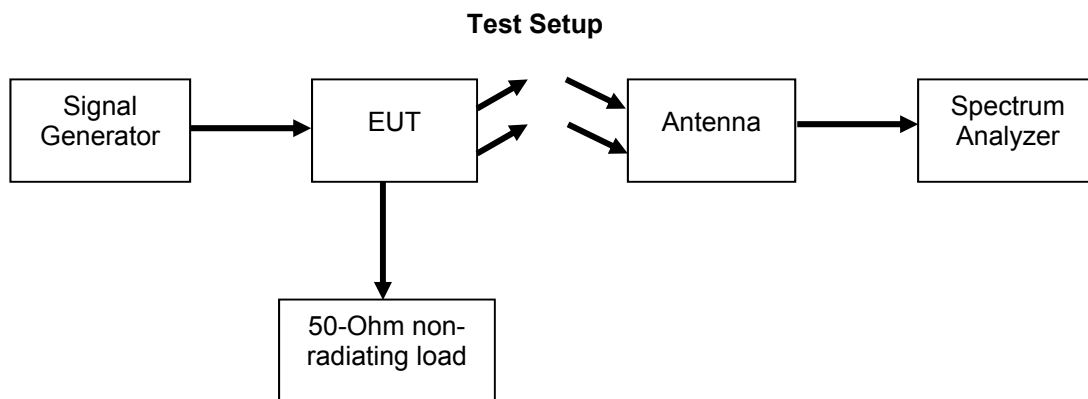 Test Setup
Signal
Generator
EUT
Antenna
Spectrum
Analyzer
50-Ohm non-
radiating load